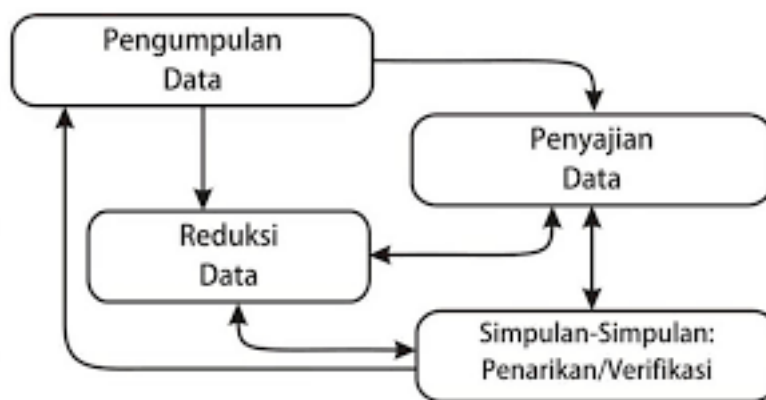 Pengumpulan
Data
Penyajian
Data
Reduksi
Data
Simpulan-Simpulan:
Penarikan/Verifikasi